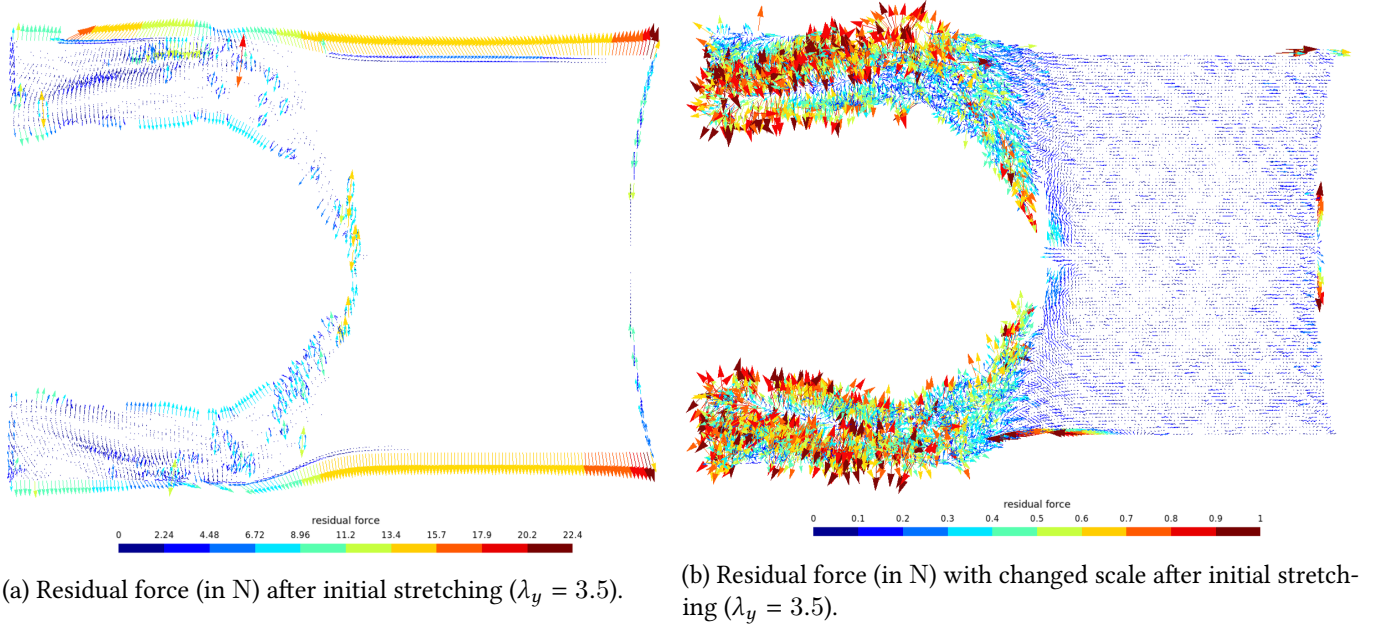 residual force
0 2.24 4.48 6.72 8.96 11.2 13.4 15.7 17.9 20.2 22.4
(a) Residual force (in N) after initial stretching (λy = 3.5).
residual force
0 0.1 0.2 0.3 0.4 0.5 0.6 0.7 0.8 0.9 1
(b) Residual force (in N) with changed scale after initial stretch-
ing (λy = 3.5).